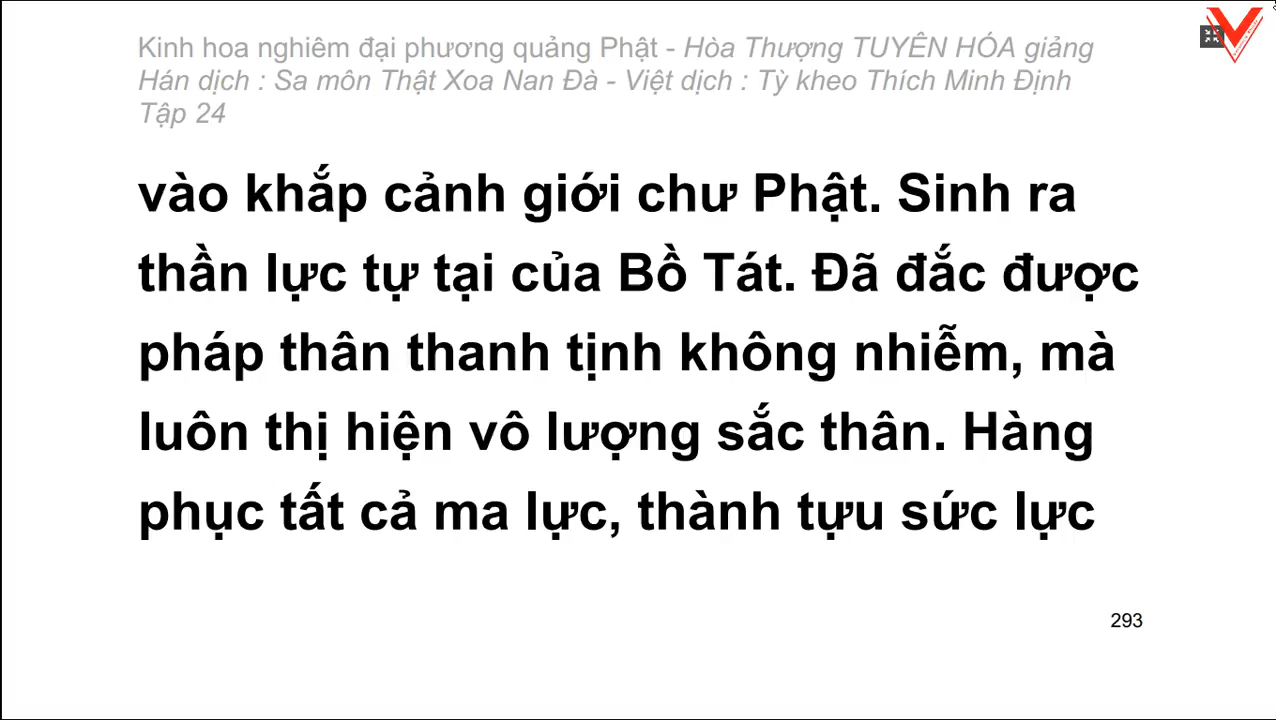 Kinh hoa nghiêm đại phương quảng Phật - Hòa Thượng TUYÊN HÓA giảng
Hán dịch : Sa môn Thật Xoa Nan Đà - Việt dịch : Tỳ kheo Thích Minh Định
Tập 24
vào khắp cảnh giới chư Phật. Sinh ra
thần lực tự tại của Bồ Tát. Đã đắc được
pháp thân thanh tịnh không nhiễm, mà
luôn thị hiện vô lượng sắc thân. Hàng
phục tất cả ma lực, thành tựu sức lực
293